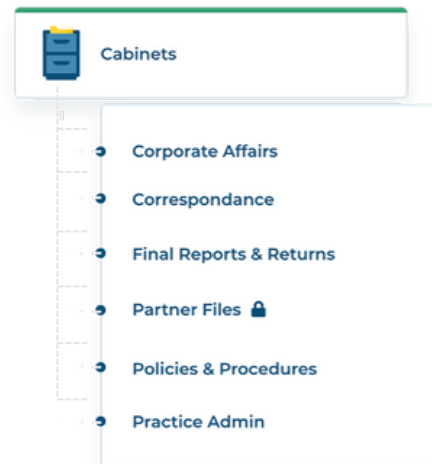 Cabinets
Corporate Affairs
Correspondance
Final Reports & Returns
Partner Files
Policies & Procedures
Practice Admin